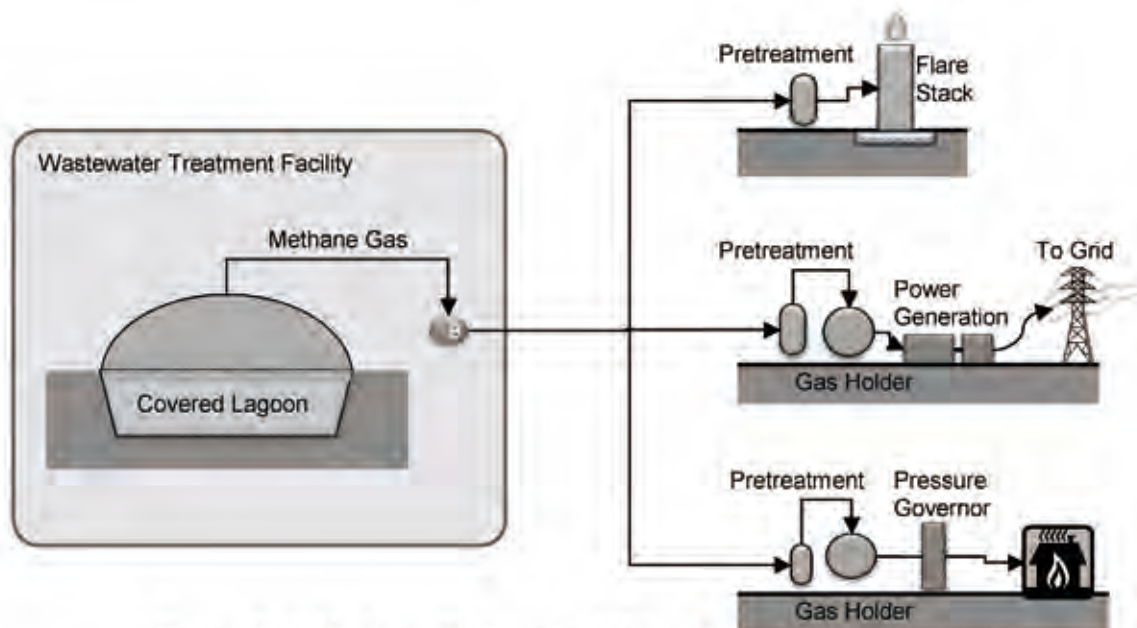 Wastewater Treatment Facility
Methane Gas
Covered Lagoon
Pretreatment
Flare
Stack
Pretreatment
Power
Generation
To Grid
Gas Holder
Pretreatment
Pressure
Governor
Gas Holder